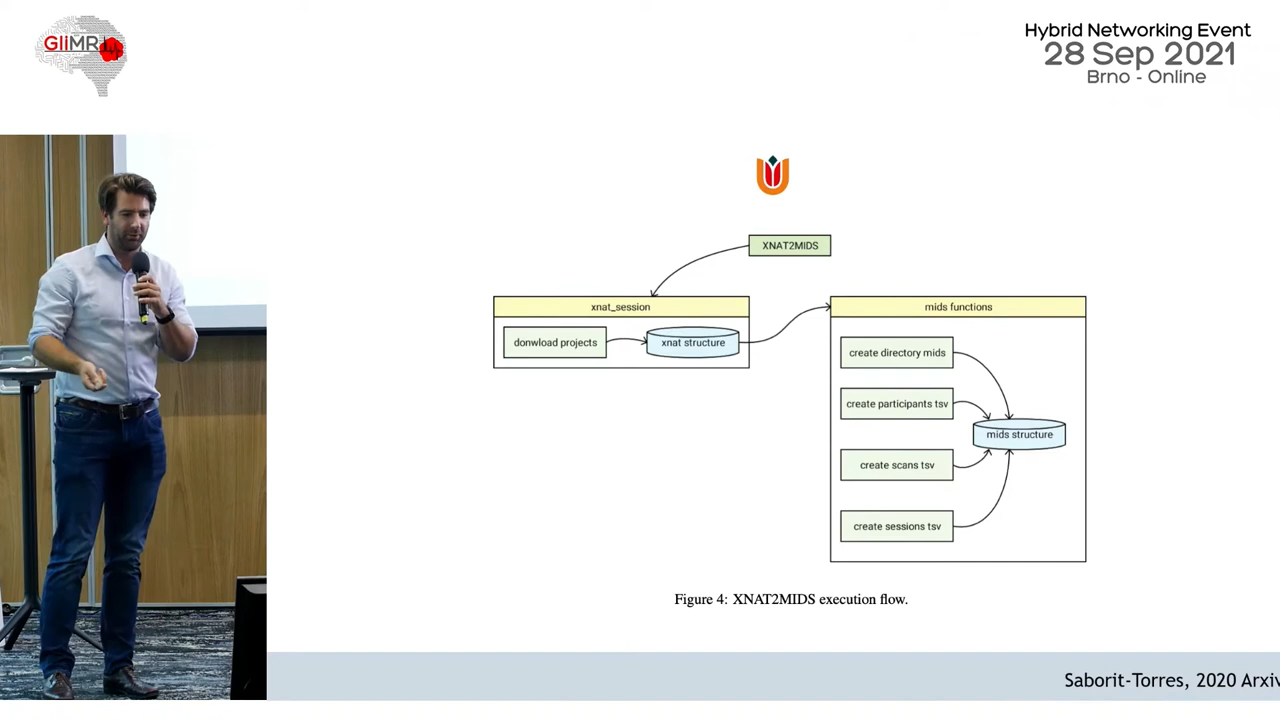 GliMR
Hybrid Networking Event
28 Sep 2021
Brno - Online
XNAT2MIDS
xnat_session
donwload projects
xnat structure
mids functions
create directory mids
create participants tsv
create scans tsv
create sessions tsv
mids structure
Figure 4: XNAT2MIDS execution flow.
Saborit-Torres, 2020 Arxiv